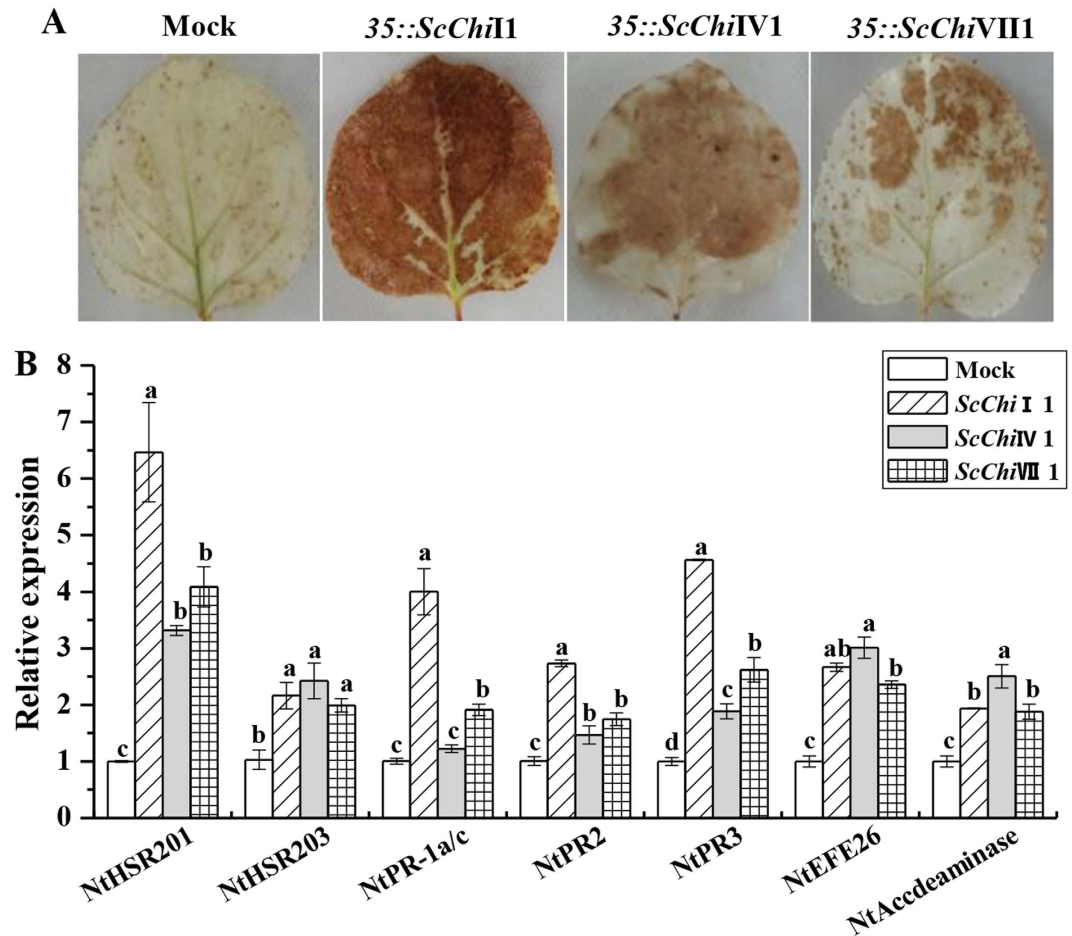 A
Mock 35::ScChiI1 35::ScChiIV1 35::ScChiVII1
B
8
7
6
5
4
3
2
1
0
Relative expression
Mock
ScChi I 1
ScChiIV 1
ScChiVII 1
c a b b
b a a a
c a c b
c a b b
d a c b
c ab a b
c b a b
NtHSR201 NtHSR203 NtPR-1a/c NtPR2 NtPR3 NtEFE26 NtAccdeaminase